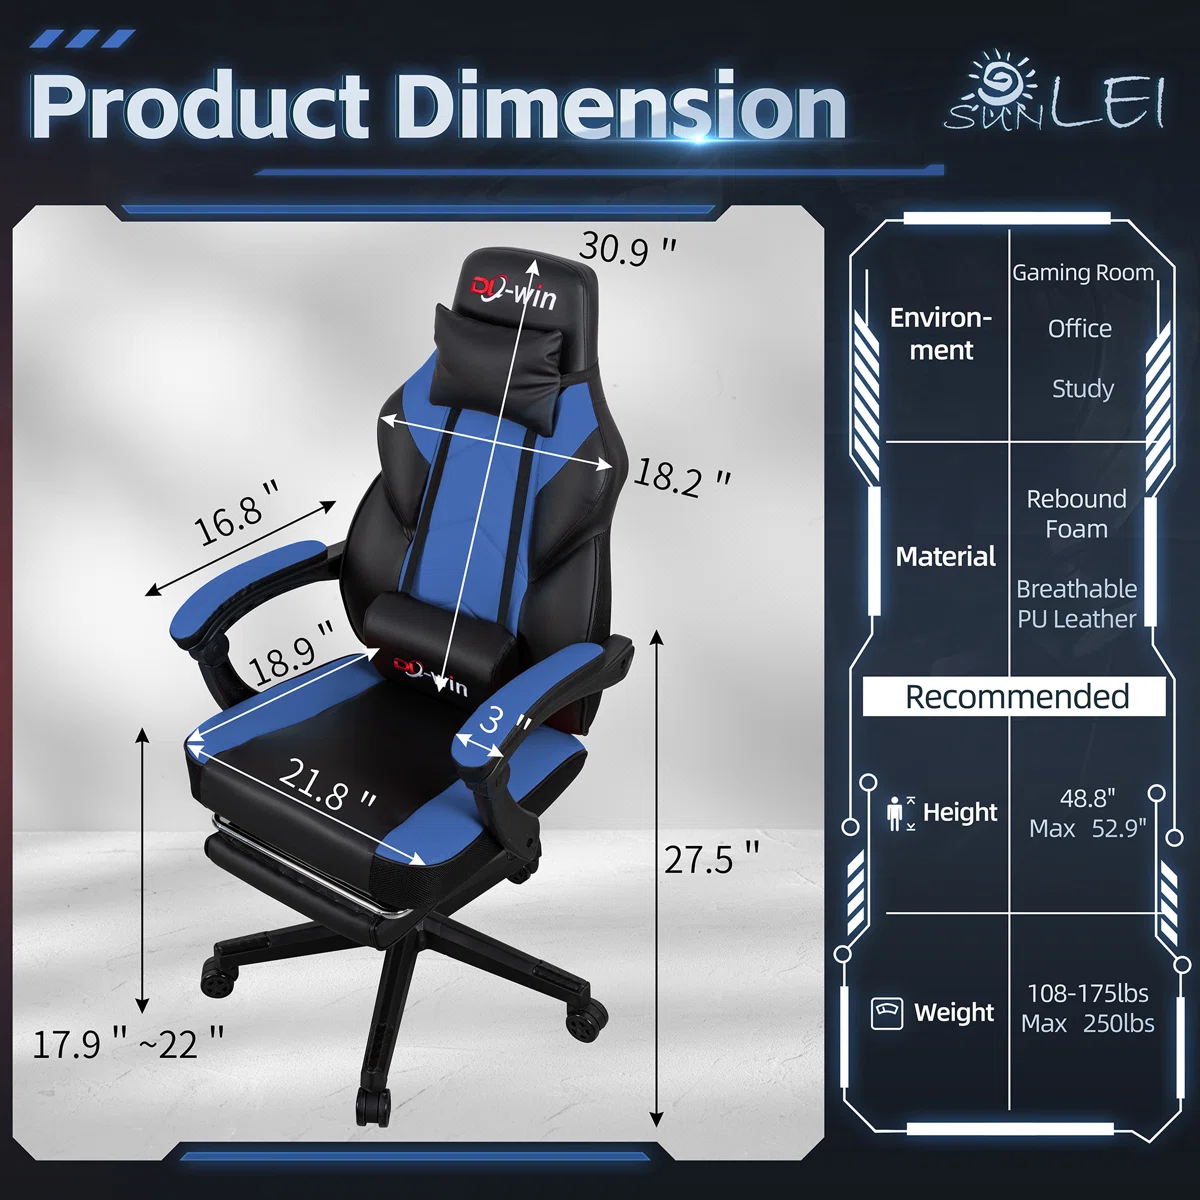 Product Dimension
SUNLEI
30.9 "
DQ-win
18.2 "
16.8 "
18.9 "
DQ-win
3 "
21.8 "
27.5 "
17.9 " ~22 "
Environ-
ment
Gaming Room
Office
Study
Material
Rebound
Foam
Breathable
PU Leather
Recommended
Height
48.8"
Max 52.9"
Weight
108-175lbs
Max 250lbs